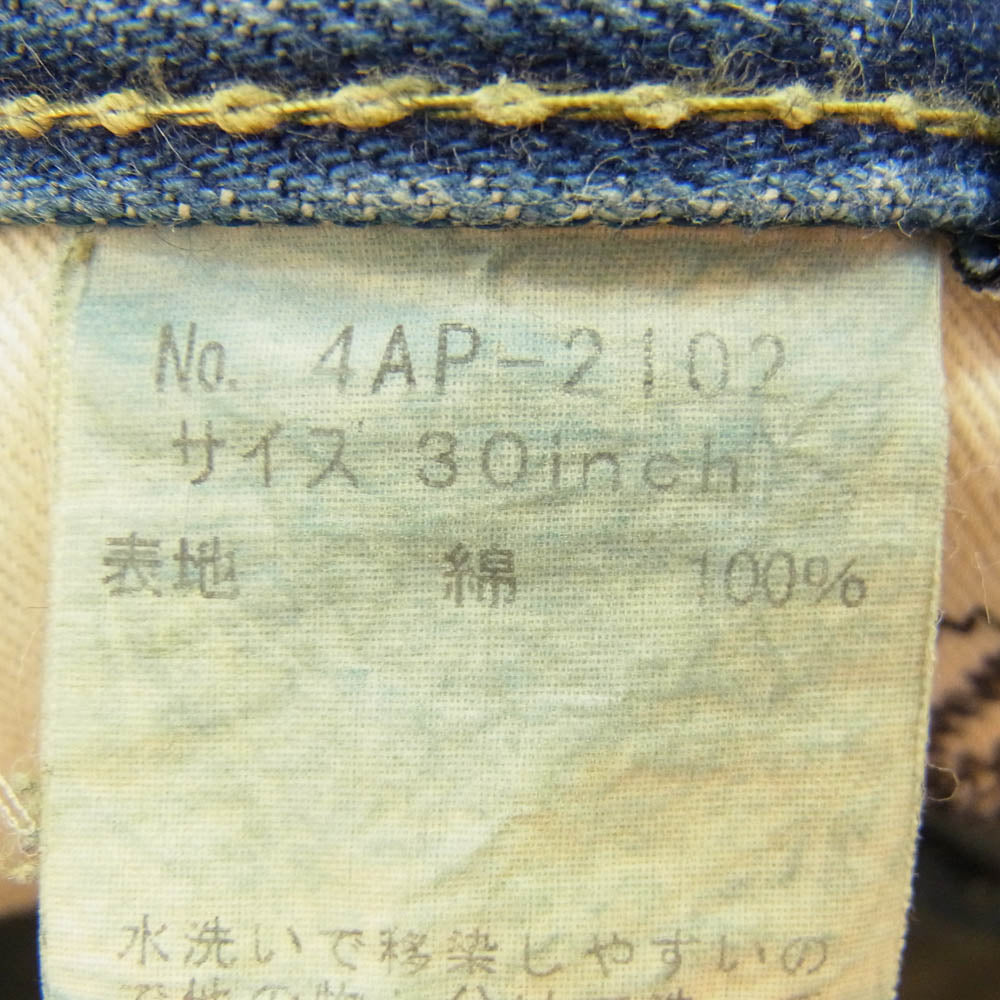 No. 4AP-2102
サイズ 30inch
表地 綿 100%
水洗いで移染しやすいの